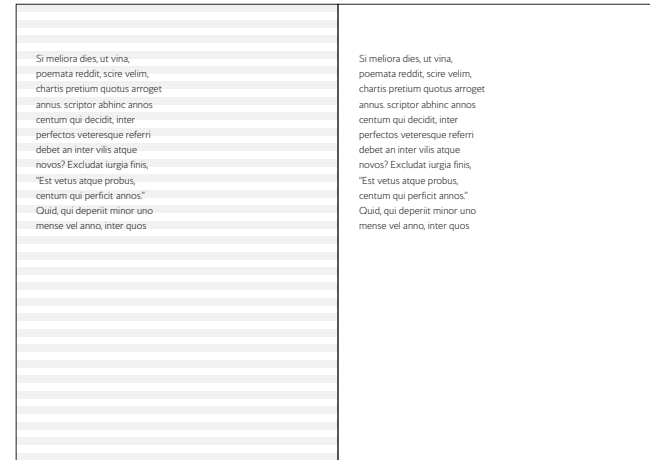 Si meliora dies, ut vina,
poemata reddit, scire velim,
chartis pretium quotus arroget
annus. scriptor abhinc annos
centum qui decidit, inter
perfectos veteresque referri
debet an inter vilis atque
novos? Excludat iurgia finis,
“Est vetus atque probus,
centum qui perficit annos.”
Quid, qui deperiit minor uno
mense vel anno, inter quos
Si meliora dies, ut vina,
poemata reddit, scire velim,
chartis pretium quotus arroget
annus. scriptor abhinc annos
centum qui decidit, inter
perfectos veteresque referri
debet an inter vilis atque
novos? Excludat iurgia finis,
“Est vetus atque probus,
centum qui perficit annos.”
Quid, qui deperiit minor uno
mense vel anno, inter quos